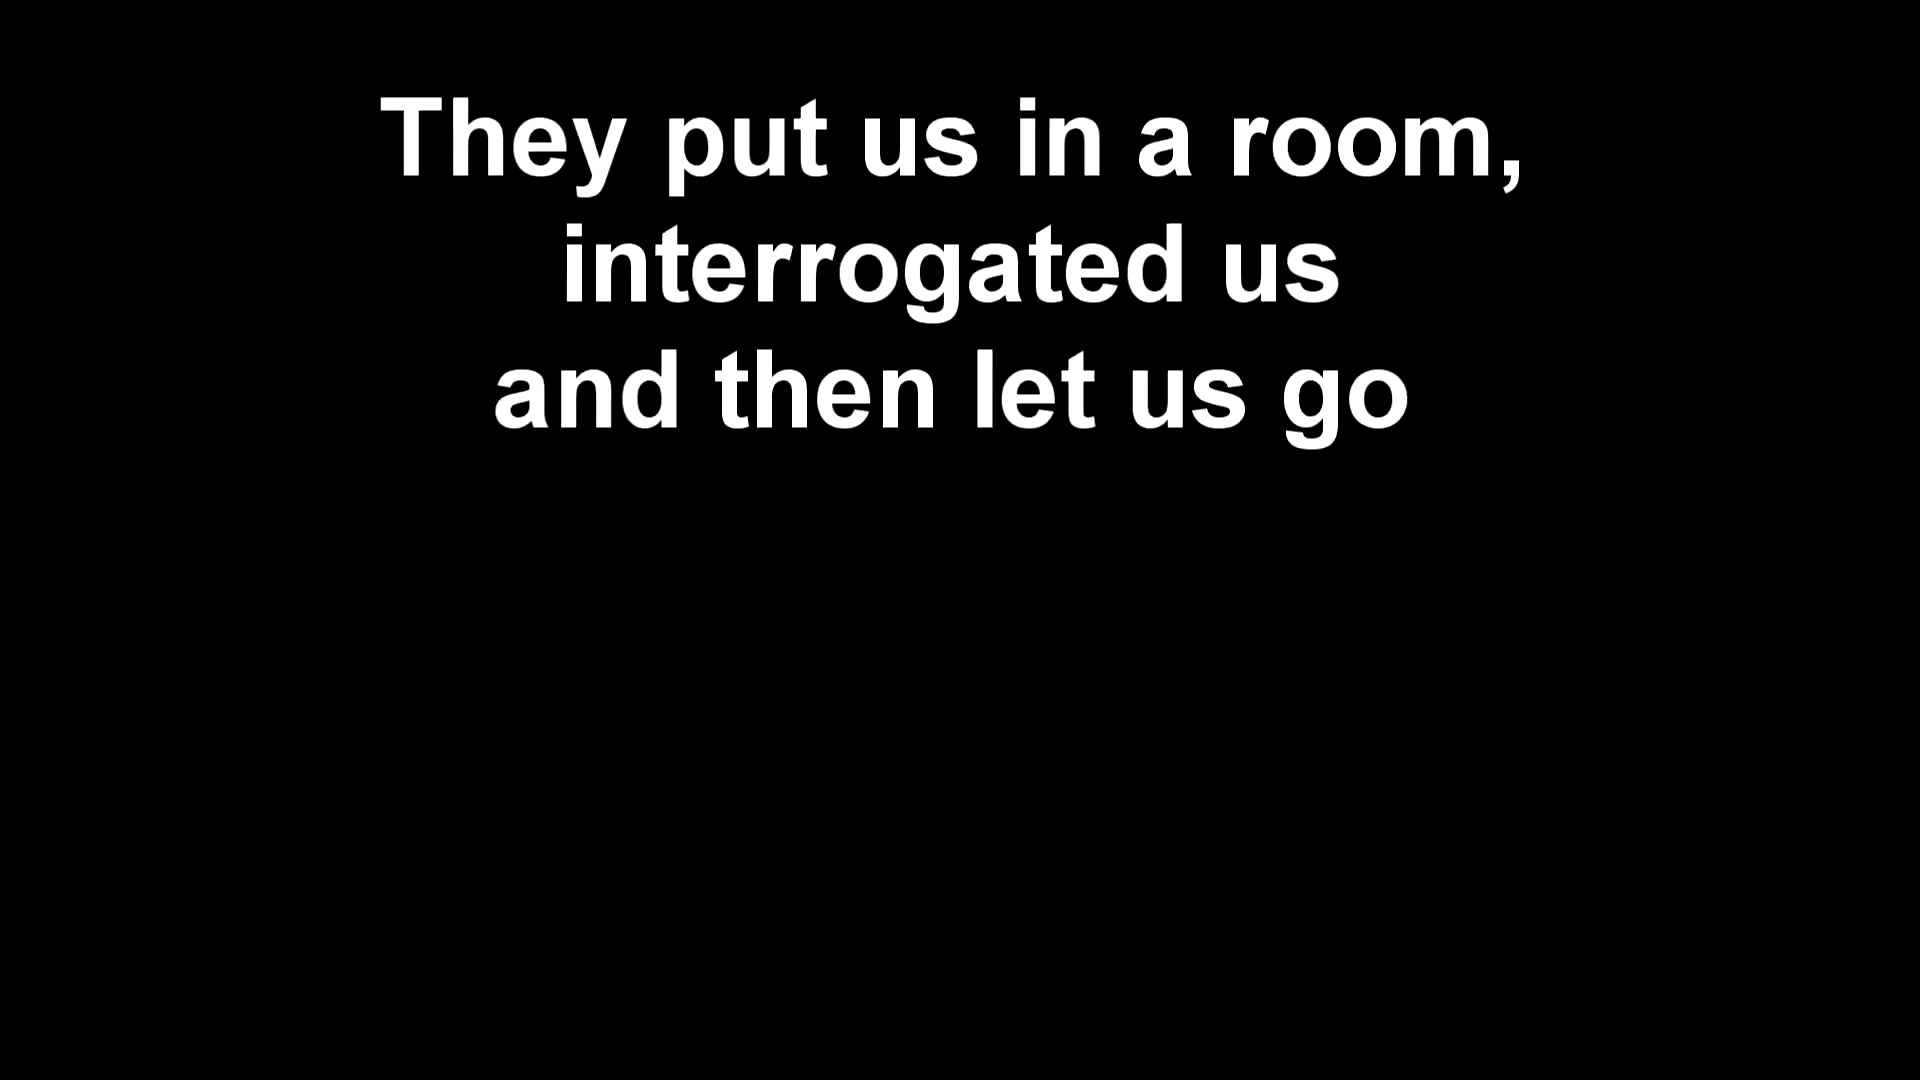 They put us in a room,
interrogated us
and then let us go